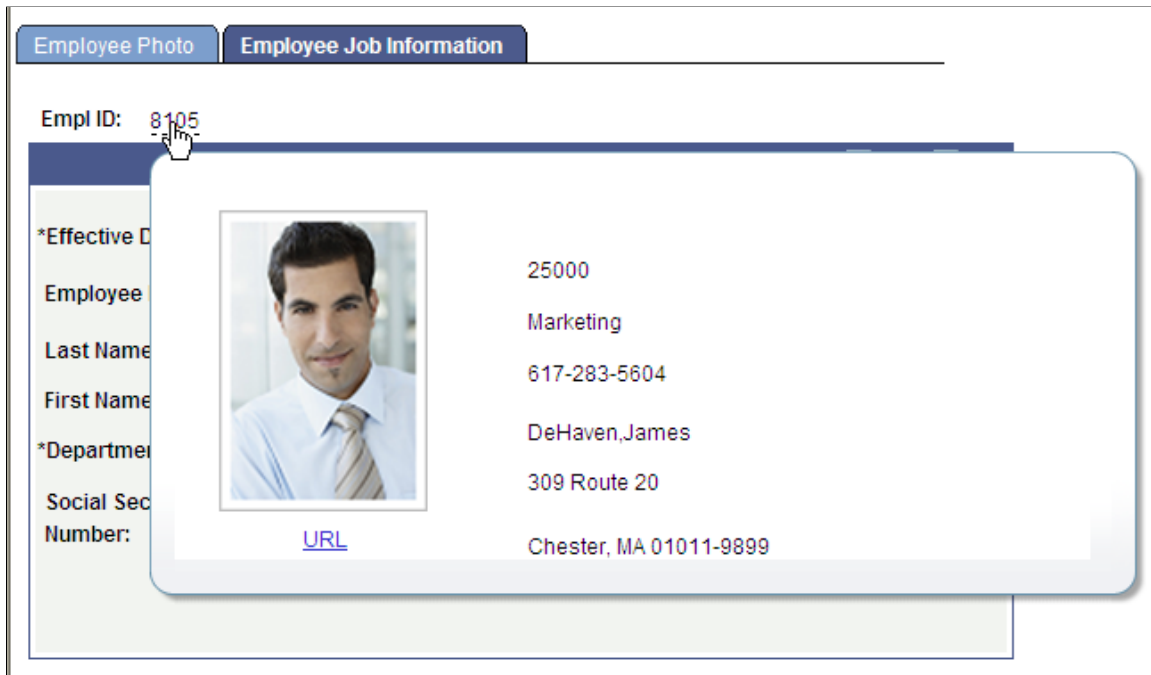 Employee Photo Employee Job Information
Empl ID: 8105
*Effective D
Employee
Last Name
First Name
*Departme
Social Sec
Number:
25000
Marketing
617-283-5604
DeHaven,James
309 Route 20
Chester, MA 01011-9899
URL